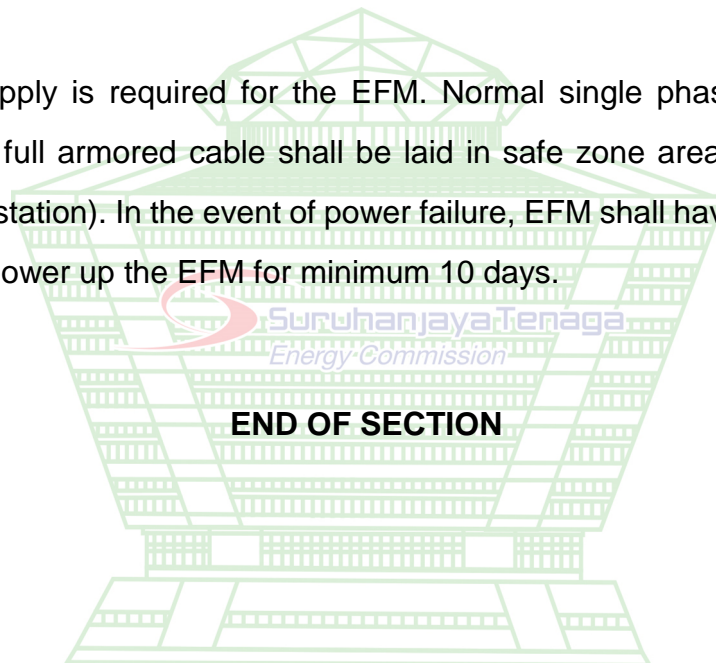 pply is required for the EFM. Normal single phas
full armored cable shall be laid in safe zone area
station). In the event of power failure, EFM shall hav
ower up the EFM for minimum 10 days.
Suruhanjaya Tenaga
Energy Commission
END OF SECTION